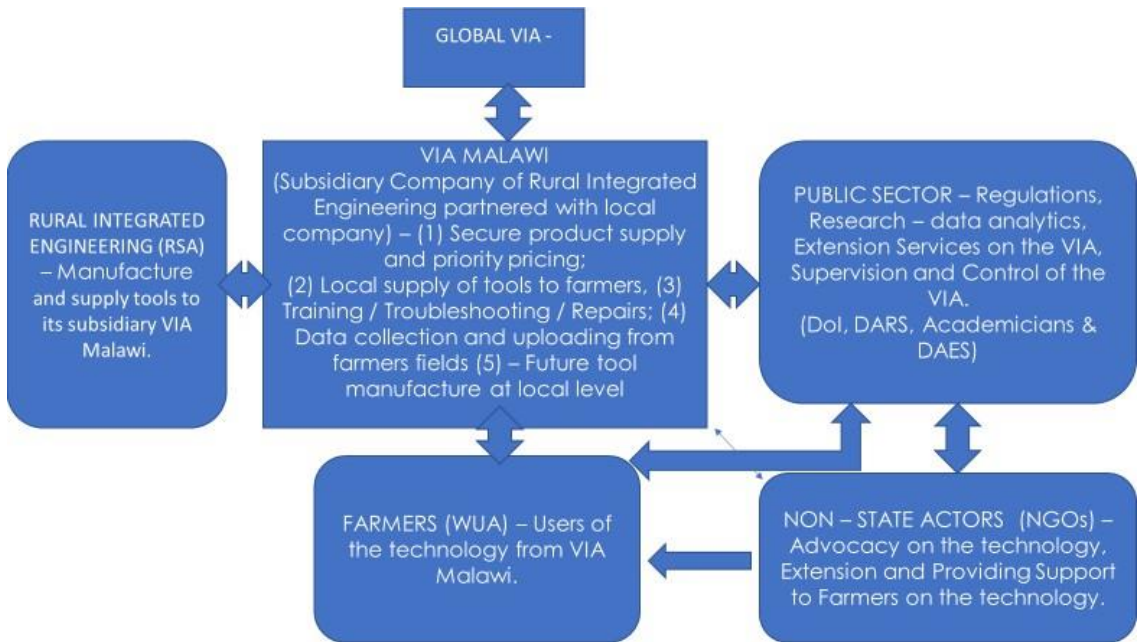 GLOBAL VIA -
RURAL INTEGRATED
ENGINEERING (RSA)
– Manufacture
and supply tools to
its subsidiary VIA
Malawi.
VIA MALAWI
(Subsidiary Company of Rural Integrated
Engineering partnered with local
company) – (1) Secure product supply
and priority pricing;
(2) Local supply of tools to farmers, (3)
Training / Troubleshooting / Repairs; (4)
Data collection and uploading from
farmers fields (5) – Future tool
manufacture at local level
PUBLIC SECTOR – Regulations,
Research – data analytics,
Extension Services on the VIA,
Supervision and Control of the
VIA.
(DoI, DARS, Academicians &
DAES)
FARMERS (WUA) – Users of
the technology from VIA
Malawi.
NON – STATE ACTORS (NGOs) –
Advocacy on the technology,
Extension and Providing Support
to Farmers on the technology.